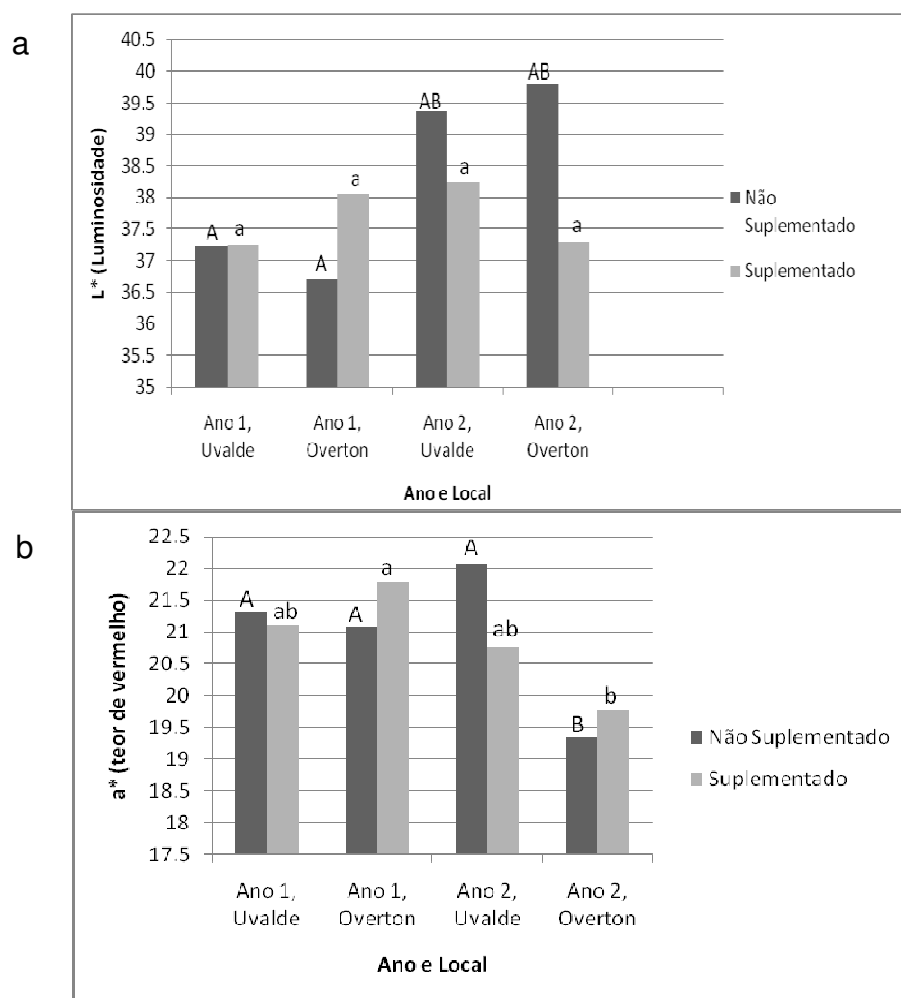 a
40.5
40
39.5
39
38.5
38
37.5
37
36.5
36
35.5
35
L* (Luminosidade)
A a
A a
AB a
AB a
Não
Suplementado
Suplementado
Ano 1, Ano 1, Ano 2, Ano 2,
Uvalde Overton Uvalde Overton
Ano e Local
b
22.5
22
21.5
21
20.5
20
19.5
19
18.5
18
17.5
a* (teor de vermelho)
A ab
A a
A ab
B b
Não Suplementado
Suplementado
Ano 1, Ano 1, Ano 2, Ano 2,
Uvalde Overton Uvalde Overton
Ano e Local